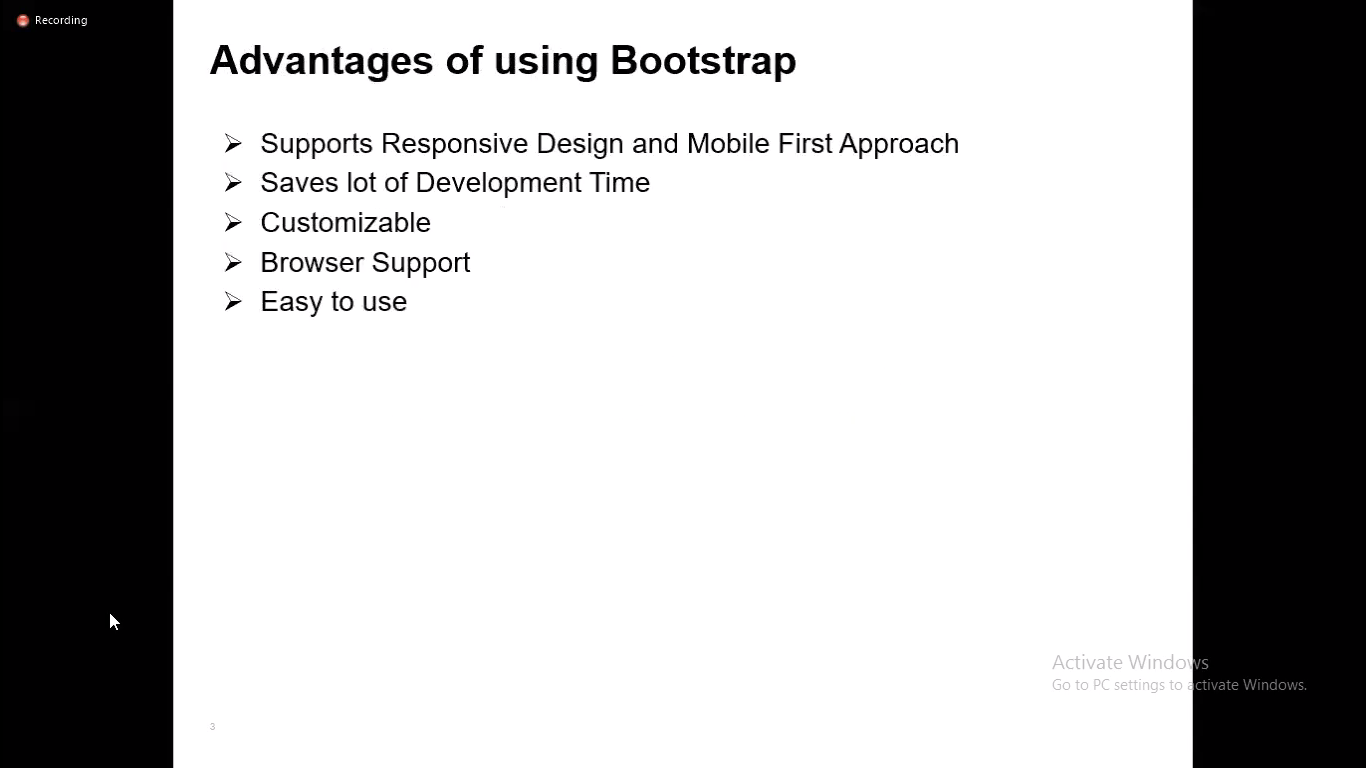 Recording
Advantages of using Bootstrap
➢ Supports Responsive Design and Mobile First Approach
➢ Saves lot of Development Time
➢ Customizable
➢ Browser Support
➢ Easy to use
Activate Windows
Go to PC settings to activate Windows.
3